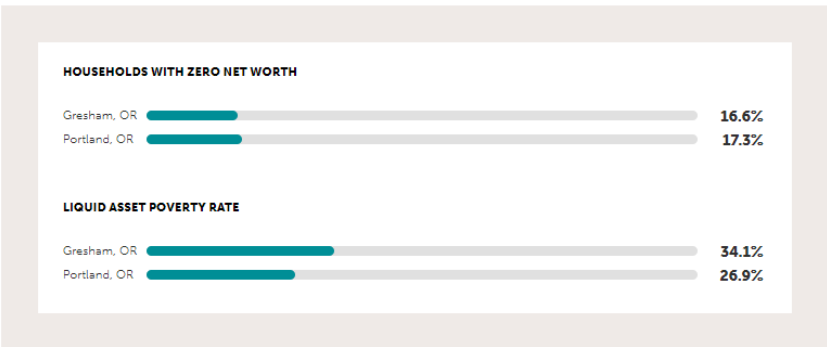 HOUSEHOLDS WITH ZERO NET WORTH
Gresham, OR 16.6%
Portland, OR 17.3%
LIQUID ASSET POVERTY RATE
Gresham, OR 34.1%
Portland, OR 26.9%